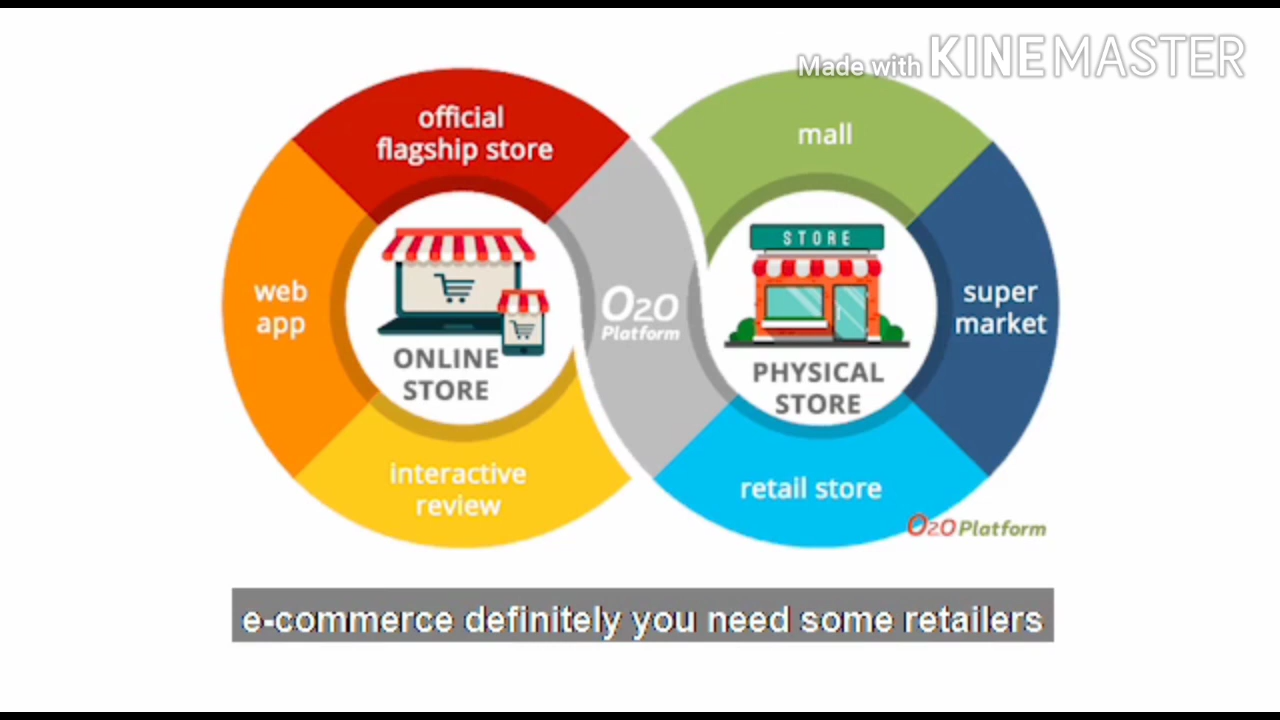 Made with KINEMASTER
official
flagship store
mall
web
app
ONLINE
STORE
O2O
Platform
STORE
PHYSICAL
STORE
super
market
interactive
review
retail store
O2O Platform
e-commerce definitely you need some retailers